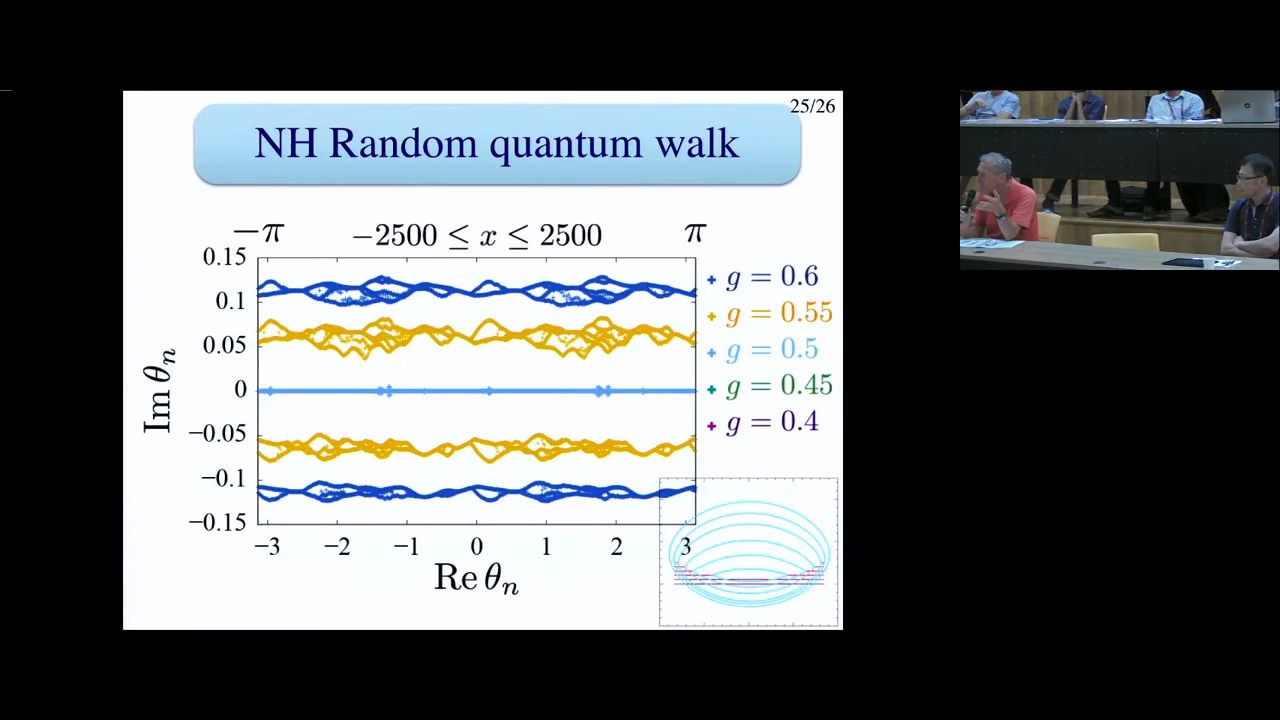 25/26
NH Random quantum walk
−π −2500 ≤ x ≤ 2500 π
0.15
0.1
0.05
0
−0.05
−0.1
−0.15
Im θn
−3 −2 −1 0 1 2 3
Re θn
g = 0.6
g = 0.55
g = 0.5
g = 0.45
g = 0.4